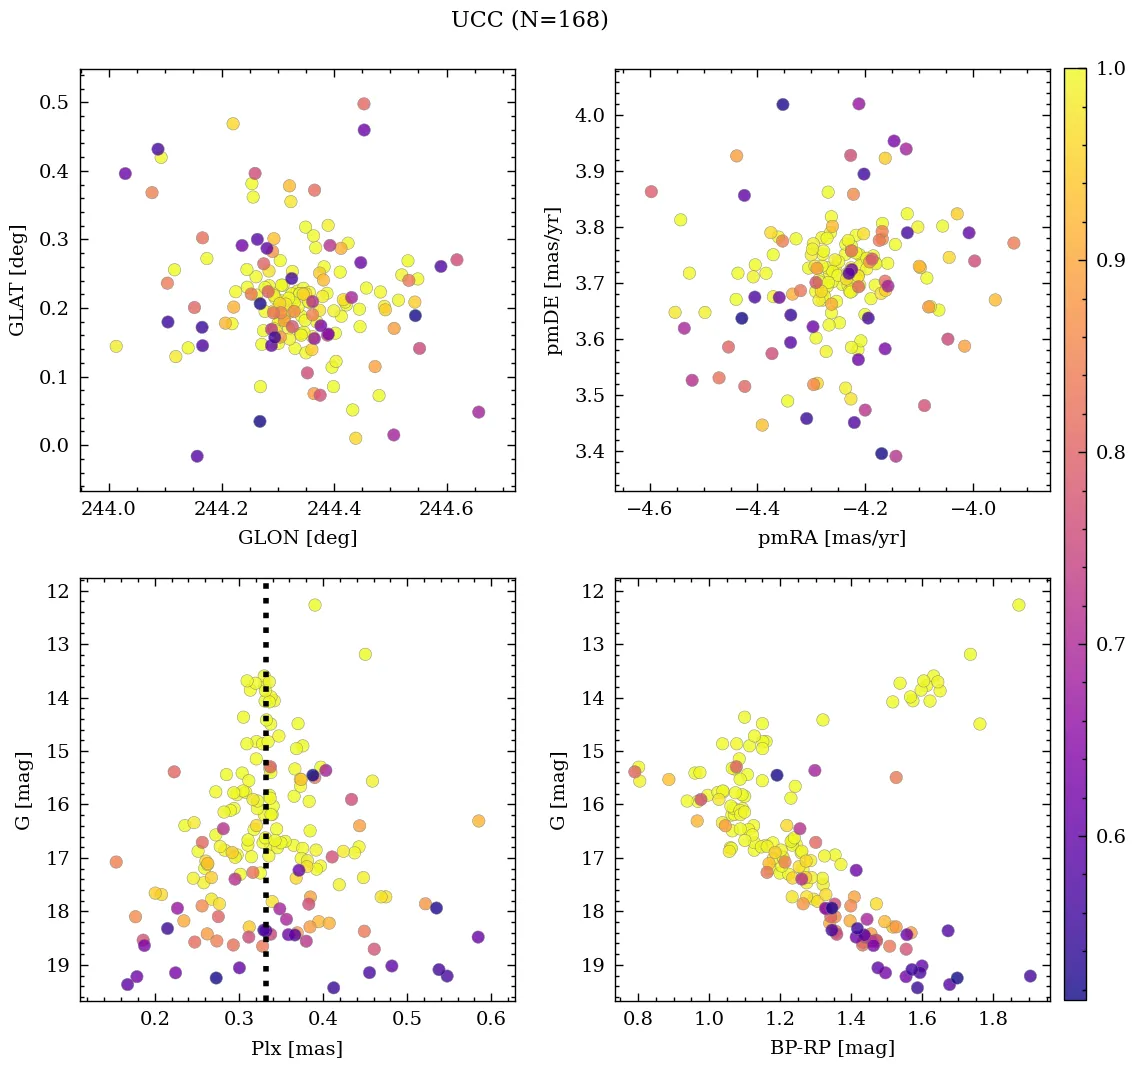 UCC (N=168)
0.5
0.4
0.3
0.2
0.1
0.0
GLAT [deg]
244.0 244.2 244.4 244.6
GLON [deg]
4.0
3.9
3.8
3.7
3.6
3.5
3.4
pmDE [mas/yr]
−4.6 −4.4 −4.2 −4.0
pmRA [mas/yr]
12
13
14
15
16
17
18
19
G [mag]
0.2 0.3 0.4 0.5 0.6
Plx [mas]
12
13
14
15
16
17
18
19
G [mag]
0.8 1.0 1.2 1.4 1.6 1.8
BP-RP [mag]
1.0
0.9
0.8
0.7
0.6